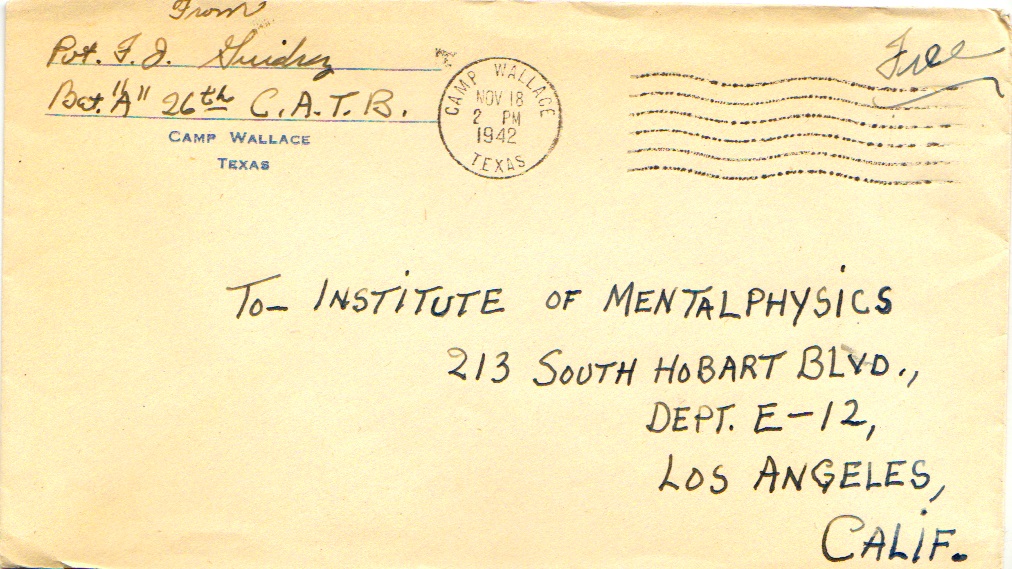 From
Pvt. F. J. Guidry
Bat. "A" 26th C.A.T.B.
CAMP WALLACE
TEXAS
CAMP WALLACE
NOV 18
2 PM
1942
TEXAS
Free
To- INSTITUTE OF MENTALPHYSICS
213 SOUTH HOBART BLVD.,
DEPT. E-12,
LOS ANGELES,
CALIF.